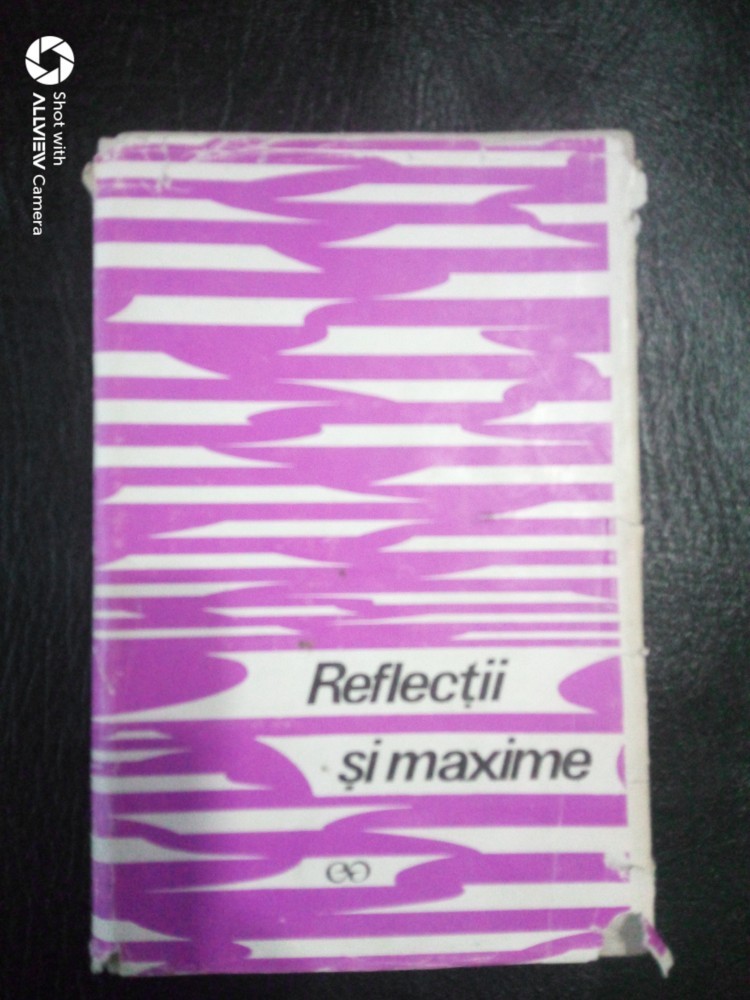 Shot with
ALLVIEW Camera
Reflecții
și maxime